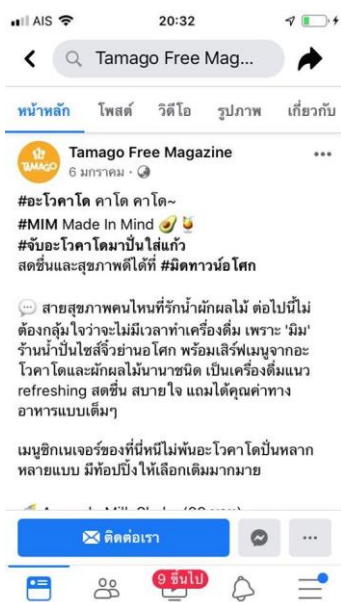 AIS 20:32
Tamago Free Mag...
หน้าหลัก โพสต์ วิดีโอ รูปภาพ เกี่ยวกับ
TAMAGO
Tamago Free Magazine
6 มกราคม ·
#อะโวคาโด คาโด คาโด~
#MIM Made In Mind 🥑 🍹
#จับอะโวคาโดมาปั่นใส่แก้ว
สดชื่นและสุขภาพดีได้ที่ #มิดทาวน์อโศก
💬 สายสุขภาพคนไหนที่รักน้ำผักผลไม้ ต่อไปนี้ไม่
ต้องกลุ้มใจว่าจะไม่มีเวลาทำเครื่องดื่ม เพราะ 'มิม'
ร้านน้ำปั่นไซส์จิ๋วย่านอโศก พร้อมเสิร์ฟเมนูจากอะ
โวคาโดและผักผลไม้นานาชนิด เป็นเครื่องดื่มแนว
refreshing สดชื่น สบายใจ แถมได้คุณค่าทาง
อาหารแบบเต็มๆ
เมนูซิกเนเจอร์ของที่นี่หนีไม่พ้นอะโวคาโดปั่นหลาก
หลายแบบ มีท้อปปิ้งให้เลือกเติมมากมาย
ติดต่อเรา
9 ขึ้นไป